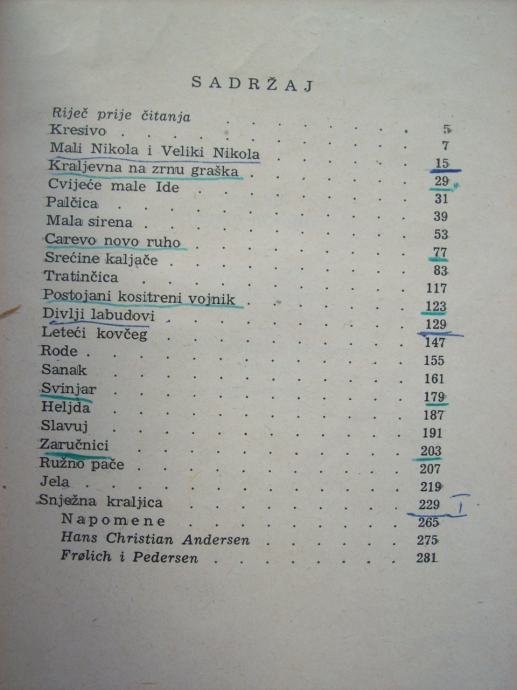 SADRŽAJ
Riječ prije čitanja . . . . . 5
Kresivo . . . . . 7
Mali Nikola i Veliki Nikola . . . . . 15
Kraljevna na zrnu graška . . . . . 29
Cvijeće male Ide . . . . . 31
Palčica . . . . . 39
Mala sirena . . . . . 53
Carevo novo ruho . . . . . 77
Srećine kaljače . . . . . 83
Tratinčica . . . . . 117
Postojani kositreni vojnik . . . . . 123
Divlji labudovi . . . . . 129
Leteći kovčeg . . . . . 147
Rode . . . . . 155
Sanak . . . . . 161
Svinjar . . . . . 179
Heljda . . . . . 187
Slavuj . . . . . 191
Zaručnici . . . . . 203
Ružno pače . . . . . 207
Jela . . . . . 219
Snježna kraljica . . . . . 229
Napomene . . . . . 265
Hans Christian Andersen . . . . . 275
Frølich i Pedersen . . . . . 281